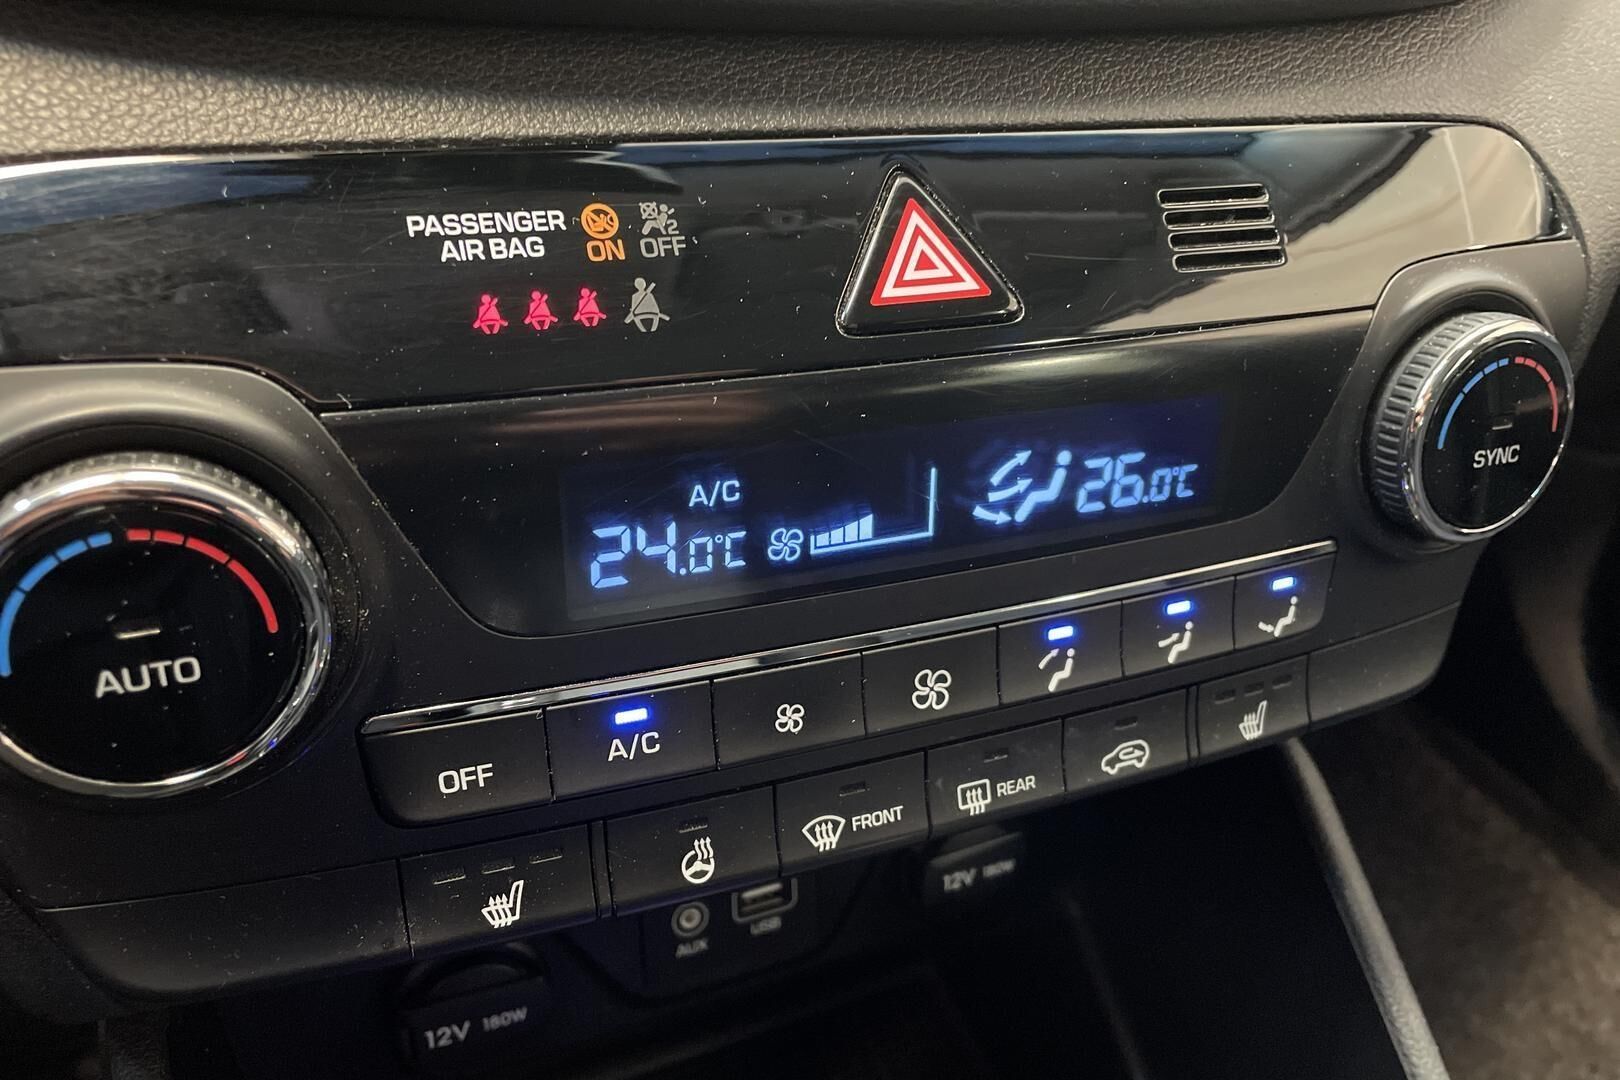 PASSENGER
AIR BAG
ON
2
OFF
A/C
24.0°C
26.0°C
SYNC
AUTO
OFF
A/C
FRONT
REAR
AUX
USB
12V 180W
12V 180W